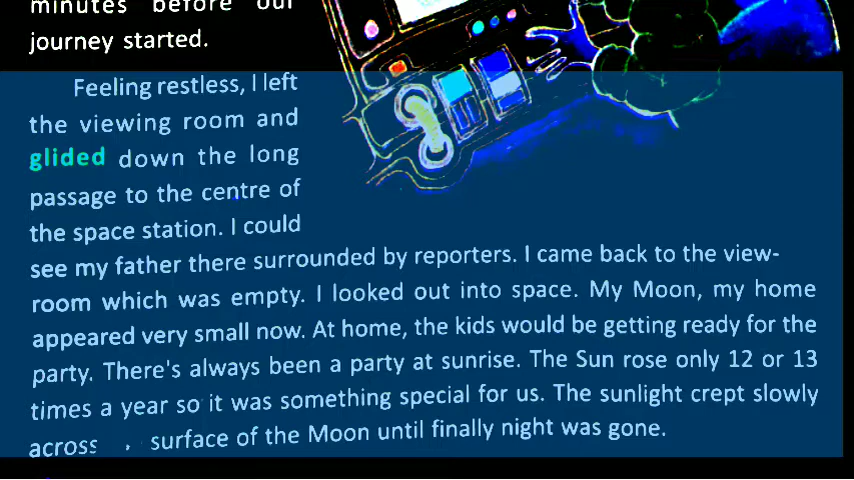 minutes before our
journey started.
Feeling restless, I left
the viewing room and
glided down the long
passage to the centre of
the space station. I could
see my father there surrounded by reporters. I came back to the view-
room which was empty. I looked out into space. My Moon, my home
appeared very small now. At home, the kids would be getting ready for the
party. There's always been a party at sunrise. The Sun rose only 12 or 13
times a year so it was something special for us. The sunlight crept slowly
across surface of the Moon until finally night was gone.